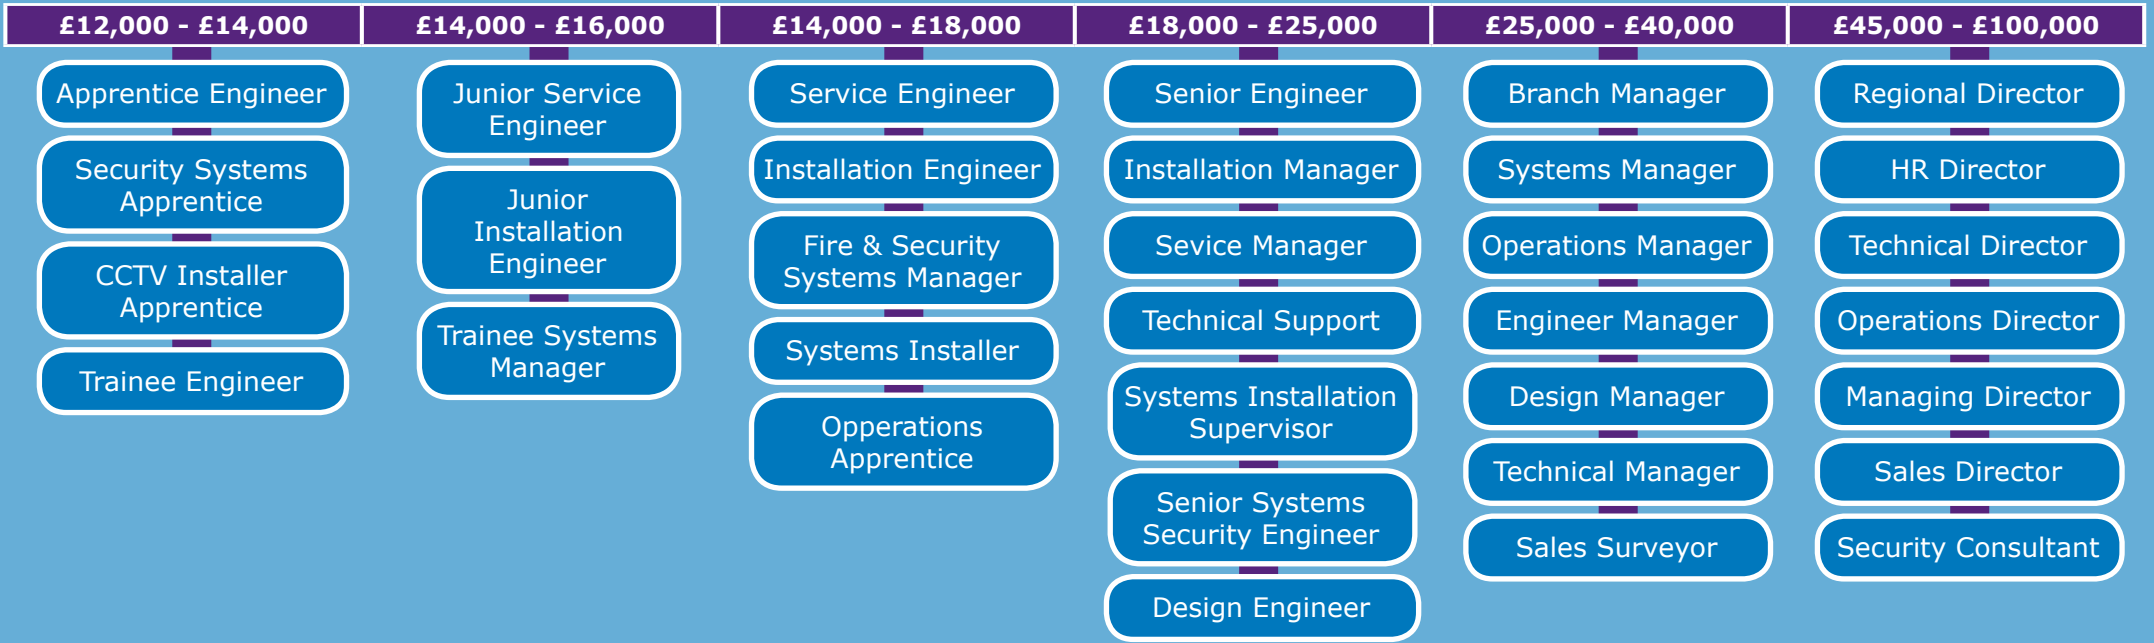 £12,000 - £14,000
Apprentice Engineer
Security Systems
Apprentice
CCTV Installer
Apprentice
Trainee Engineer
£14,000 - £16,000
Junior Service
Engineer
Junior
Installation
Engineer
Trainee Systems
Manager
£14,000 - £18,000
Service Engineer
Installation Engineer
Fire & Security
Systems Manager
Systems Installer
Opperations
Apprentice
£18,000 - £25,000
Senior Engineer
Installation Manager
Sevice Manager
Technical Support
Systems Installation
Supervisor
Senior Systems
Security Engineer
Design Engineer
£25,000 - £40,000
Branch Manager
Systems Manager
Operations Manager
Engineer Manager
Design Manager
Technical Manager
Sales Surveyor
£45,000 - £100,000
Regional Director
HR Director
Technical Director
Operations Director
Managing Director
Sales Director
Security Consultant